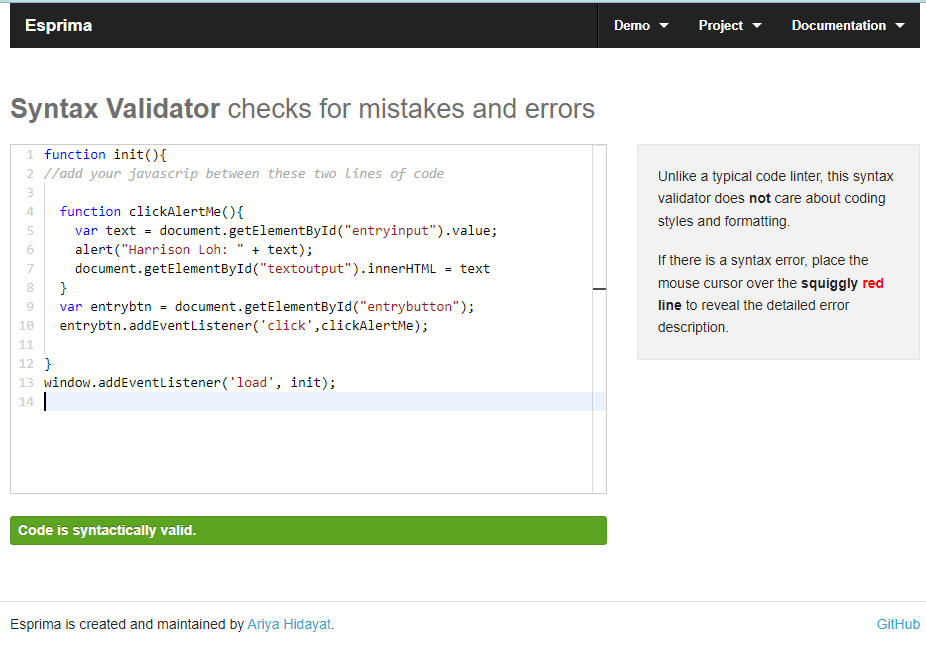 Esprima
Demo
Project
Documentation
Syntax Validator checks for mistakes and errors
1 function init(){
2 //add your javascrip between these two lines of code
3
4   function clickAlertMe(){
5     var text = document.getElementById("entryinput").value;
6     alert("Harrison Loh: " + text);
7     document.getElementById("textoutput").innerHTML = text
8   }
9   var entrybtn = document.getElementById("entrybutton");
10   entrybtn.addEventListener('click',clickAlertMe);
11
12 }
13 window.addEventListener('load', init);
14
Code is syntactically valid.
Unlike a typical code linter, this syntax
validator does not care about coding
styles and formatting.
If there is a syntax error, place the
mouse cursor over the squiggly red
line to reveal the detailed error
description.
Esprima is created and maintained by Ariya Hidayat.
GitHub